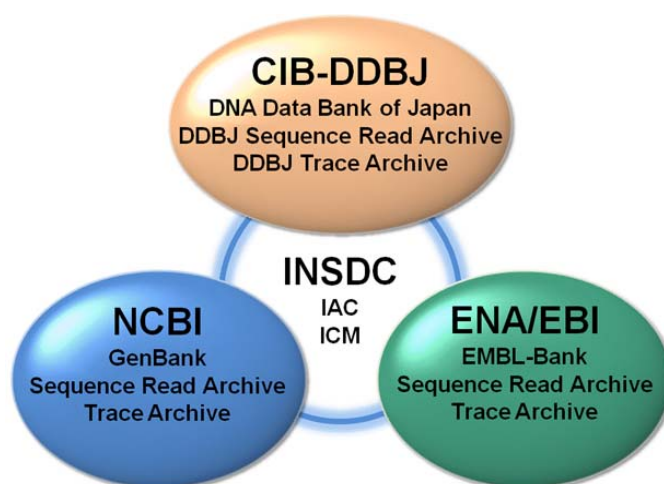 CIB-DDBJ
DNA Data Bank of Japan
DDBJ Sequence Read Archive
DDBJ Trace Archive
INSDC
IAC
ICM
NCBI
GenBank
Sequence Read Archive
Trace Archive
ENA/EBI
EMBL-Bank
Sequence Read Archive
Trace Archive